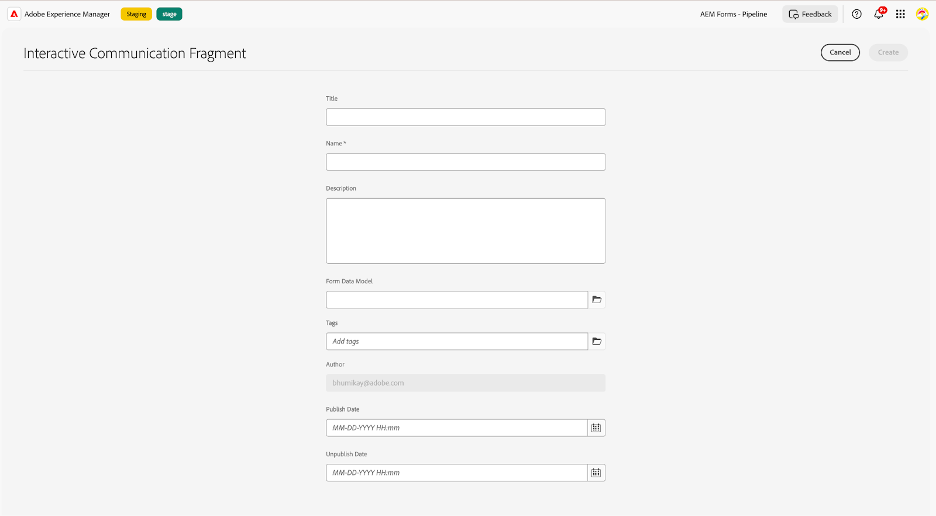 Adobe Experience Manager Staging stage AEM Forms - Pipeline Feedback 9+
Interactive Communication Fragment Cancel Create
Title
Name *
Description
Form Data Model
Tags
Add tags
Author
bhumikay@adobe.com
Publish Date
MM-DD-YYYY HH:mm
Unpublish Date
MM-DD-YYYY HH:mm